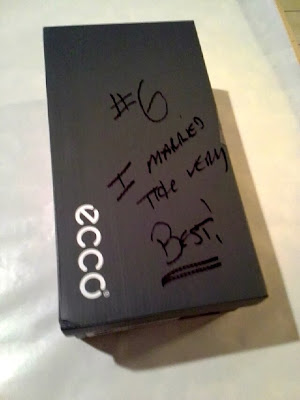 #6
I MARRIED
THE VERY
BEST!
ecco